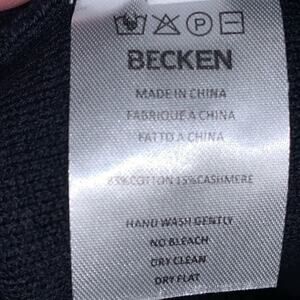 P
BECKEN
MADE IN CHINA
FABRIQUE A CHINA
FATTO A CHINA
85%COTTON 15%CASHMERE
HAND WASH GENTLY
NO BLEACH
DRY CLEAN
DRY FLAT